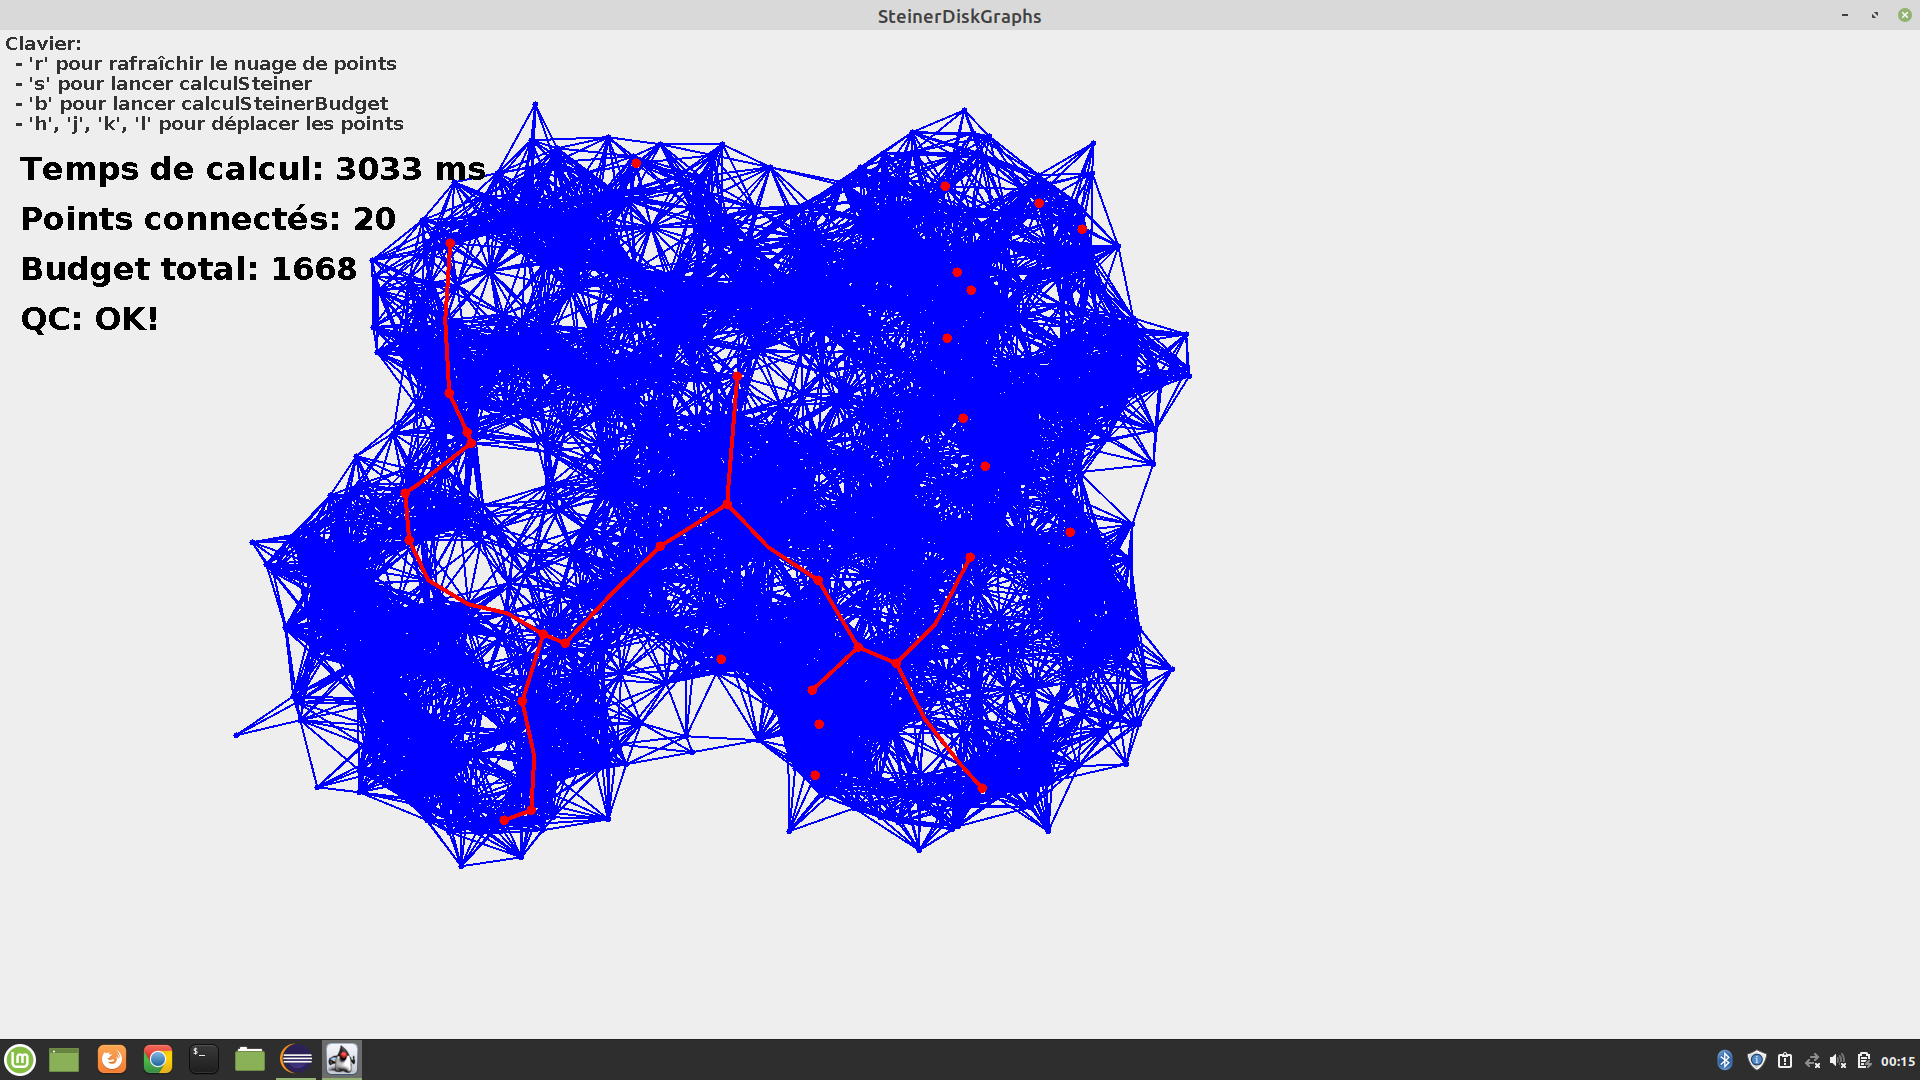 SteinerDiskGraphs
Clavier:
- 'r' pour rafraîchir le nuage de points
- 's' pour lancer calculSteiner
- 'b' pour lancer calculSteinerBudget
- 'h', 'j', 'k', 'l' pour déplacer les points
Temps de calcul: 3033 ms
Points connectés: 20
Budget total: 1668
QC: OK!
00:15